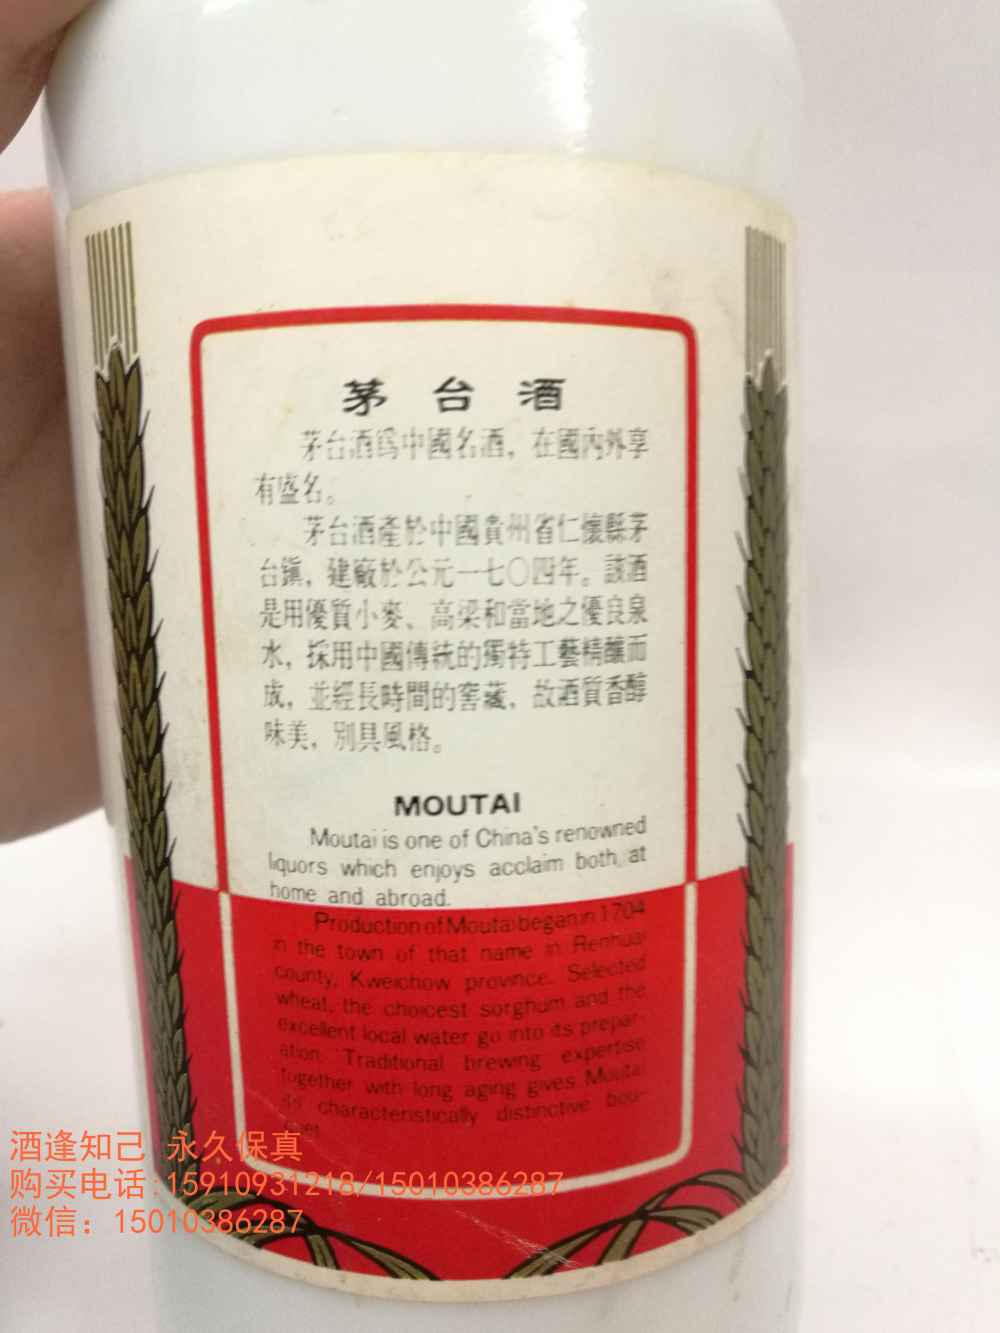 茅台酒
茅台酒爲中國名酒，在國內外享
有盛名。
茅台酒產於中國貴州省仁懷縣茅
台鎮，建廠於公元一七〇四年。該酒
是用優質小麥、高梁和當地之優良泉
水，採用中國傳統的獨特工藝精釀而
成，並經長時間的窖藏，故酒質香醇
味美，別具風格。
MOUTAI
Moutai is one of China's renowned
liquors which enjoys acclaim both, at
home and abroad.
Production of Moutai began in 1704
in the town of that name in Renhuai
county, Kweichow province. Selected
wheat, the choicest sorghum and the
excellent local water go into its prepar-
ation. Traditional brewing expertise
together with long aging gives Moutai
its characteristically distinctive bou-
quet.
酒逢知己 永久保真
购买电话:15910931218/15010386287
微信：15010386287